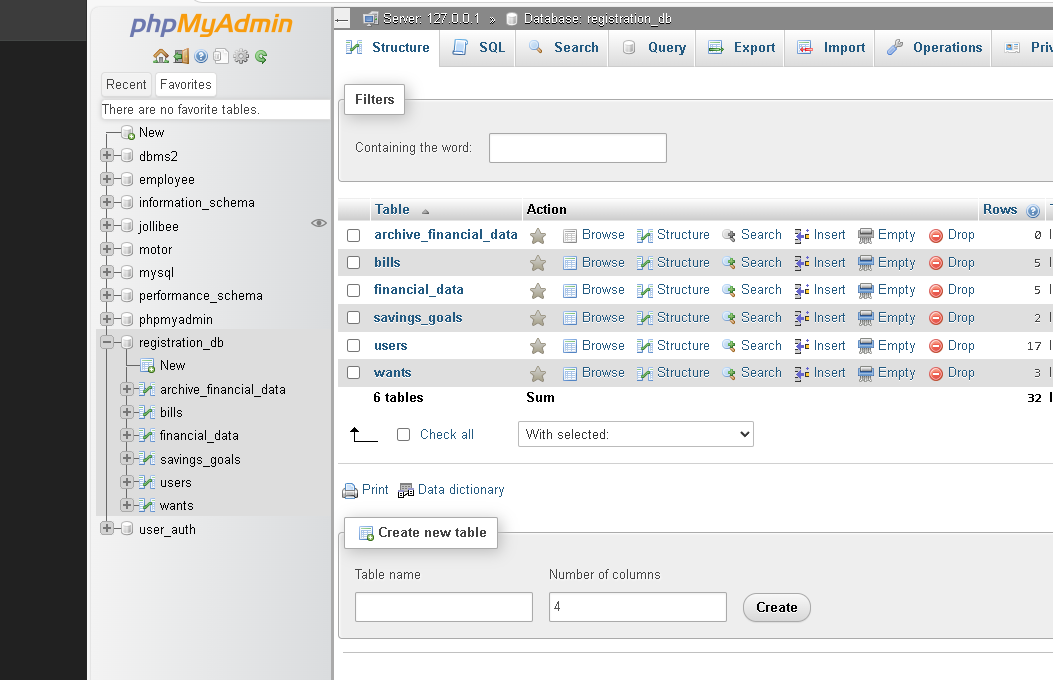 phpMyAdmin
Recent Favorites
There are no favorite tables.
New
dbms2
employee
information_schema
jollibee
motor
mysql
performance_schema
phpmyadmin
registration_db
New
archive_financial_data
bills
financial_data
savings_goals
users
wants
user_auth
Server: 127.0.0.1 » Database: registration_db
Structure SQL Search Query Export Import Operations
Filters
Containing the word:
Table Action Rows
archive_financial_data Browse Structure Search Insert Empty Drop 0
bills Browse Structure Search Insert Empty Drop 5
financial_data Browse Structure Search Insert Empty Drop 5
savings_goals Browse Structure Search Insert Empty Drop 2
users Browse Structure Search Insert Empty Drop 17
wants Browse Structure Search Insert Empty Drop 3
6 tables Sum 32
Check all With selected:
Print Data dictionary
Create new table
Table name Number of columns
4 Create